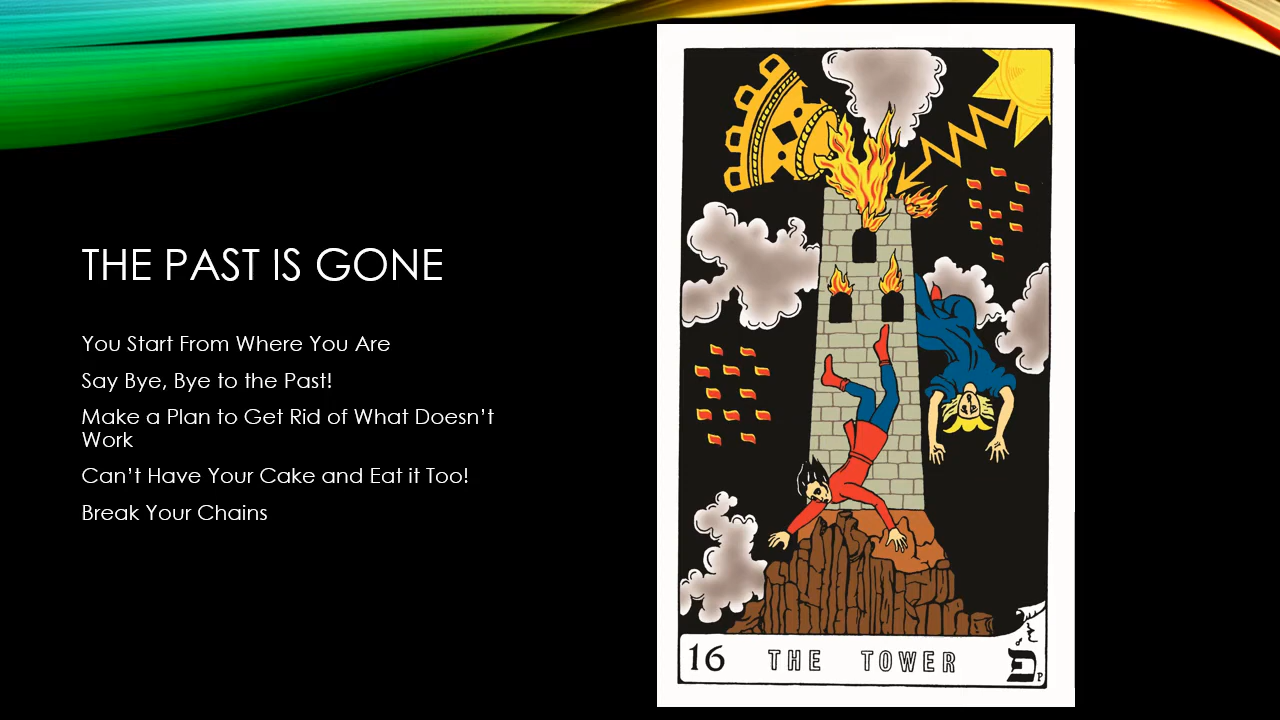 THE PAST IS GONE
You Start From Where You Are
Say Bye, Bye to the Past!
Make a Plan to Get Rid of What Doesn’t
Work
Can’t Have Your Cake and Eat it Too!
Break Your Chains
16 THE TOWER פ P